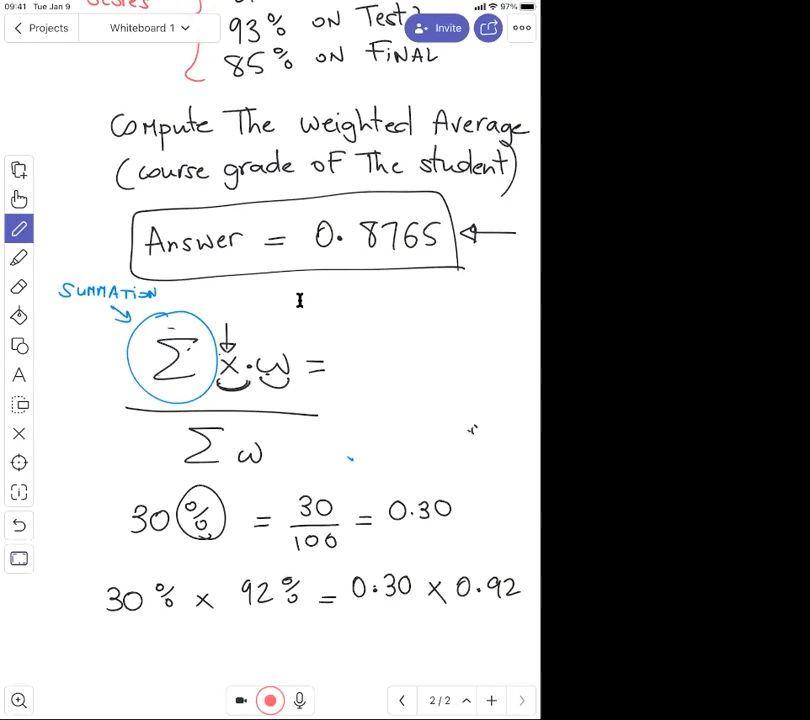 09:41 Tue Jan 9
97%
Projects
Whiteboard 1
Invite
scores
93% on Test
85% on FINAL
Compute The weighted Average
(course grade of The student)
Answer = 0.8765
SUMMATION
Σ x · w =
Σ w
30% = 30/100 = 0.30
30% × 92% = 0.30 × 0.92
A
2/2